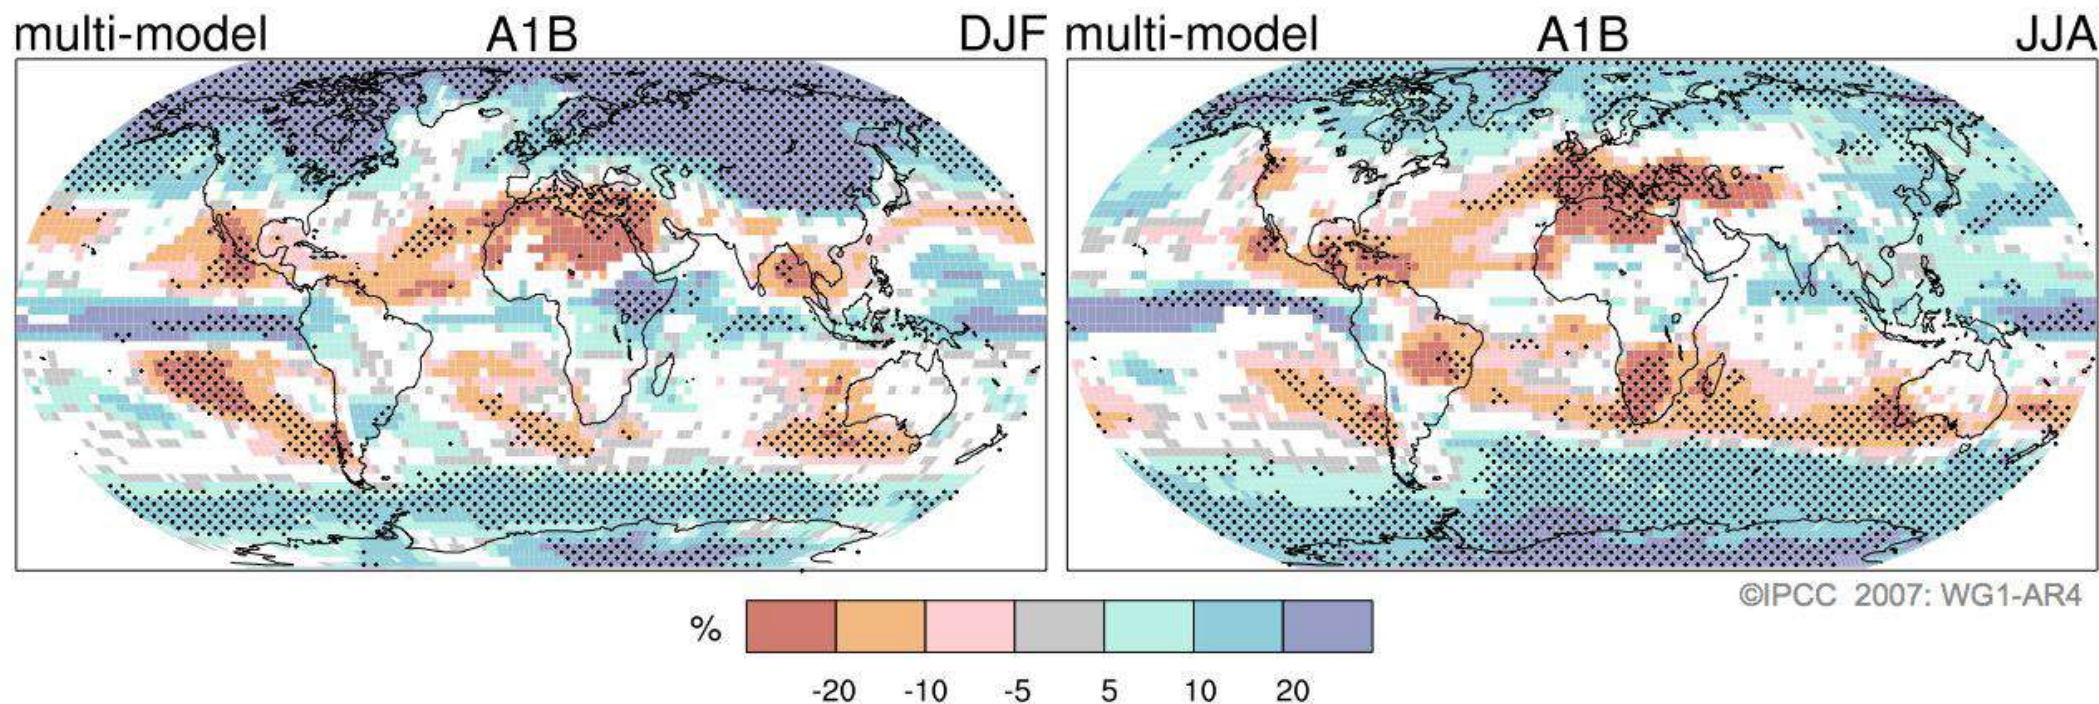 multi-model A1B DJF
multi-model A1B JJA
©IPCC 2007: WG1-AR4
%
-20 -10 -5 5 10 20